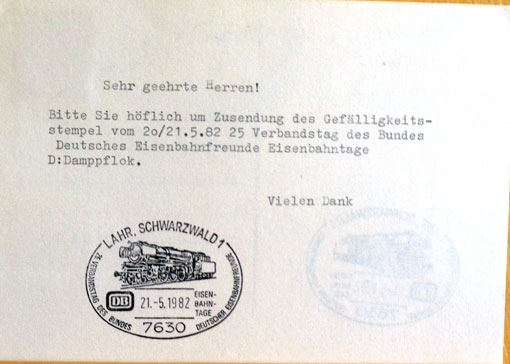 Sehr geehrte Herren!
Bitte Sie höflich um Zusendung des Gefälligkeits-
stempel vom 2o/21.5.82 25 Verbandstag des Bundes
Deutsches Eisenbahnfreunde Eisenbahntage
D:Damppflok.
Vielen Dank
LAHR, SCHWARZWALD 1
25. VERBANDSTAG DES BUNDES DEUTSCHER EISENBAHNFREUNDE
DB
21.-5.1982
EISEN-
BAHN-
TAGE
7630